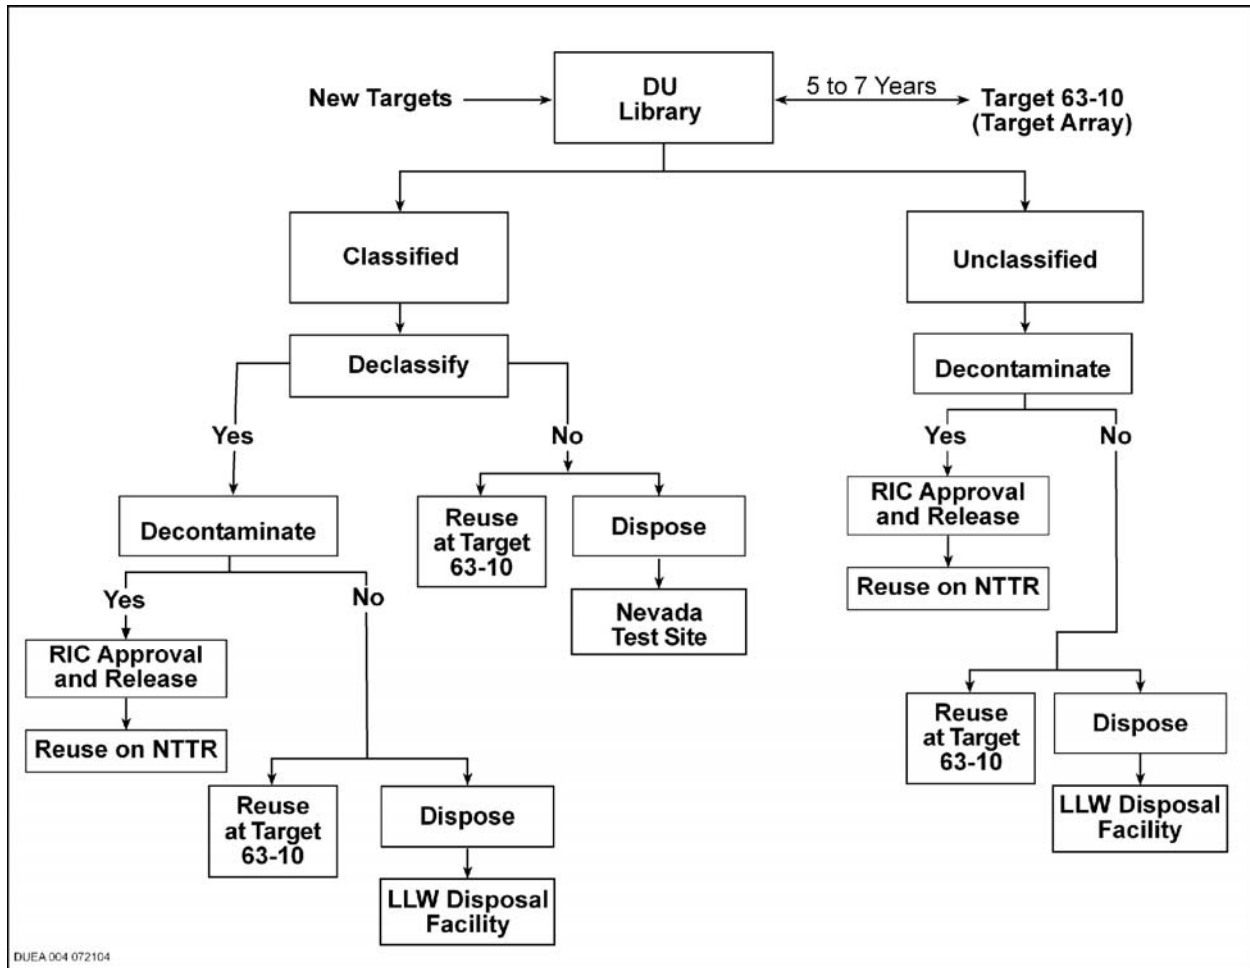 New Targets
DU
Library
5 to 7 Years
Target 63-10
(Target Array)
Classified
Unclassified
Declassify
Decontaminate
Yes
No
Yes
No
Decontaminate
Reuse
at Target
63-10
Dispose
RIC Approval
and Release
Reuse on NTTR
Yes
No
Nevada
Test Site
RIC Approval
and Release
Reuse on NTTR
Reuse
at Target
63-10
Dispose
Reuse
at Target
63-10
Dispose
LLW Disposal
Facility
LLW Disposal
Facility
DUEA 004 072104